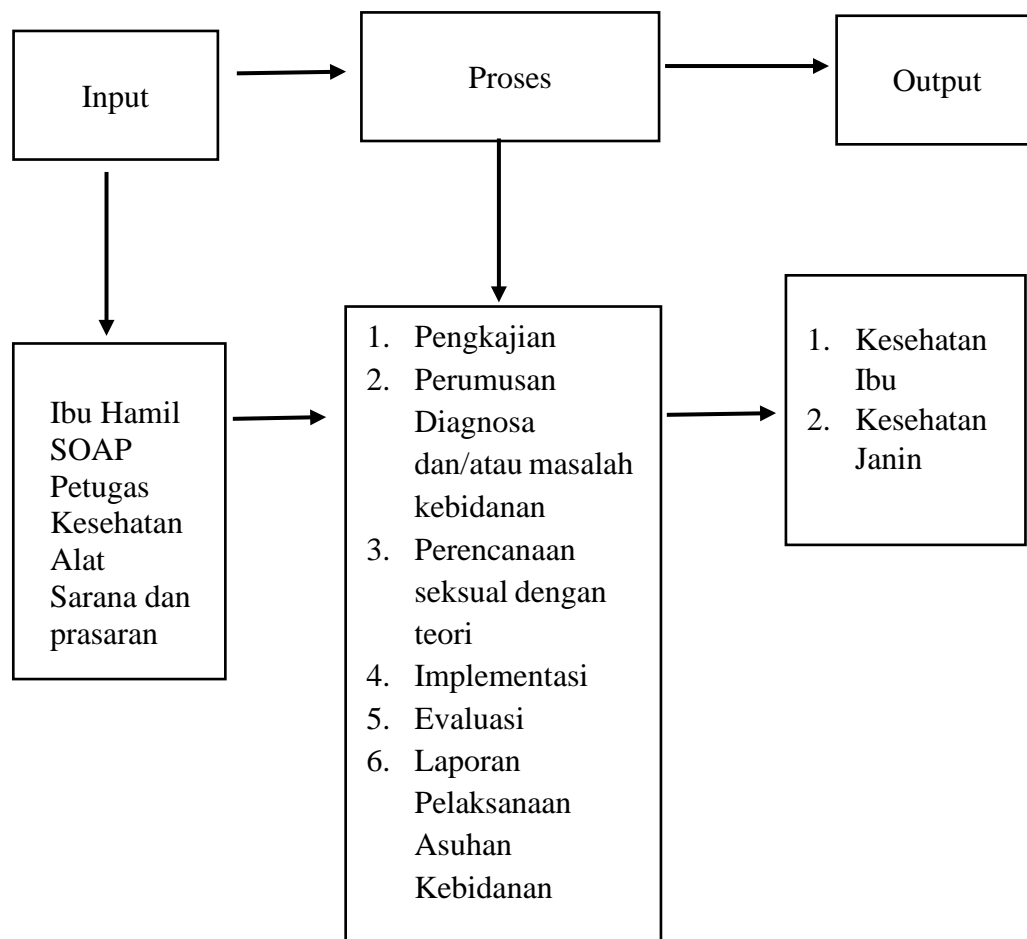 Input
Proses
Output
Ibu Hamil
SOAP
Petugas
Kesehatan
Alat
Sarana dan
prasaran
1. Pengkajian
2. Perumusan
Diagnosa
dan/atau masalah
kebidanan
3. Perencanaan
seksual dengan
teori
4. Implementasi
5. Evaluasi
6. Laporan
Pelaksanaan
Asuhan
Kebidanan
1. Kesehatan
Ibu
2. Kesehatan
Janin